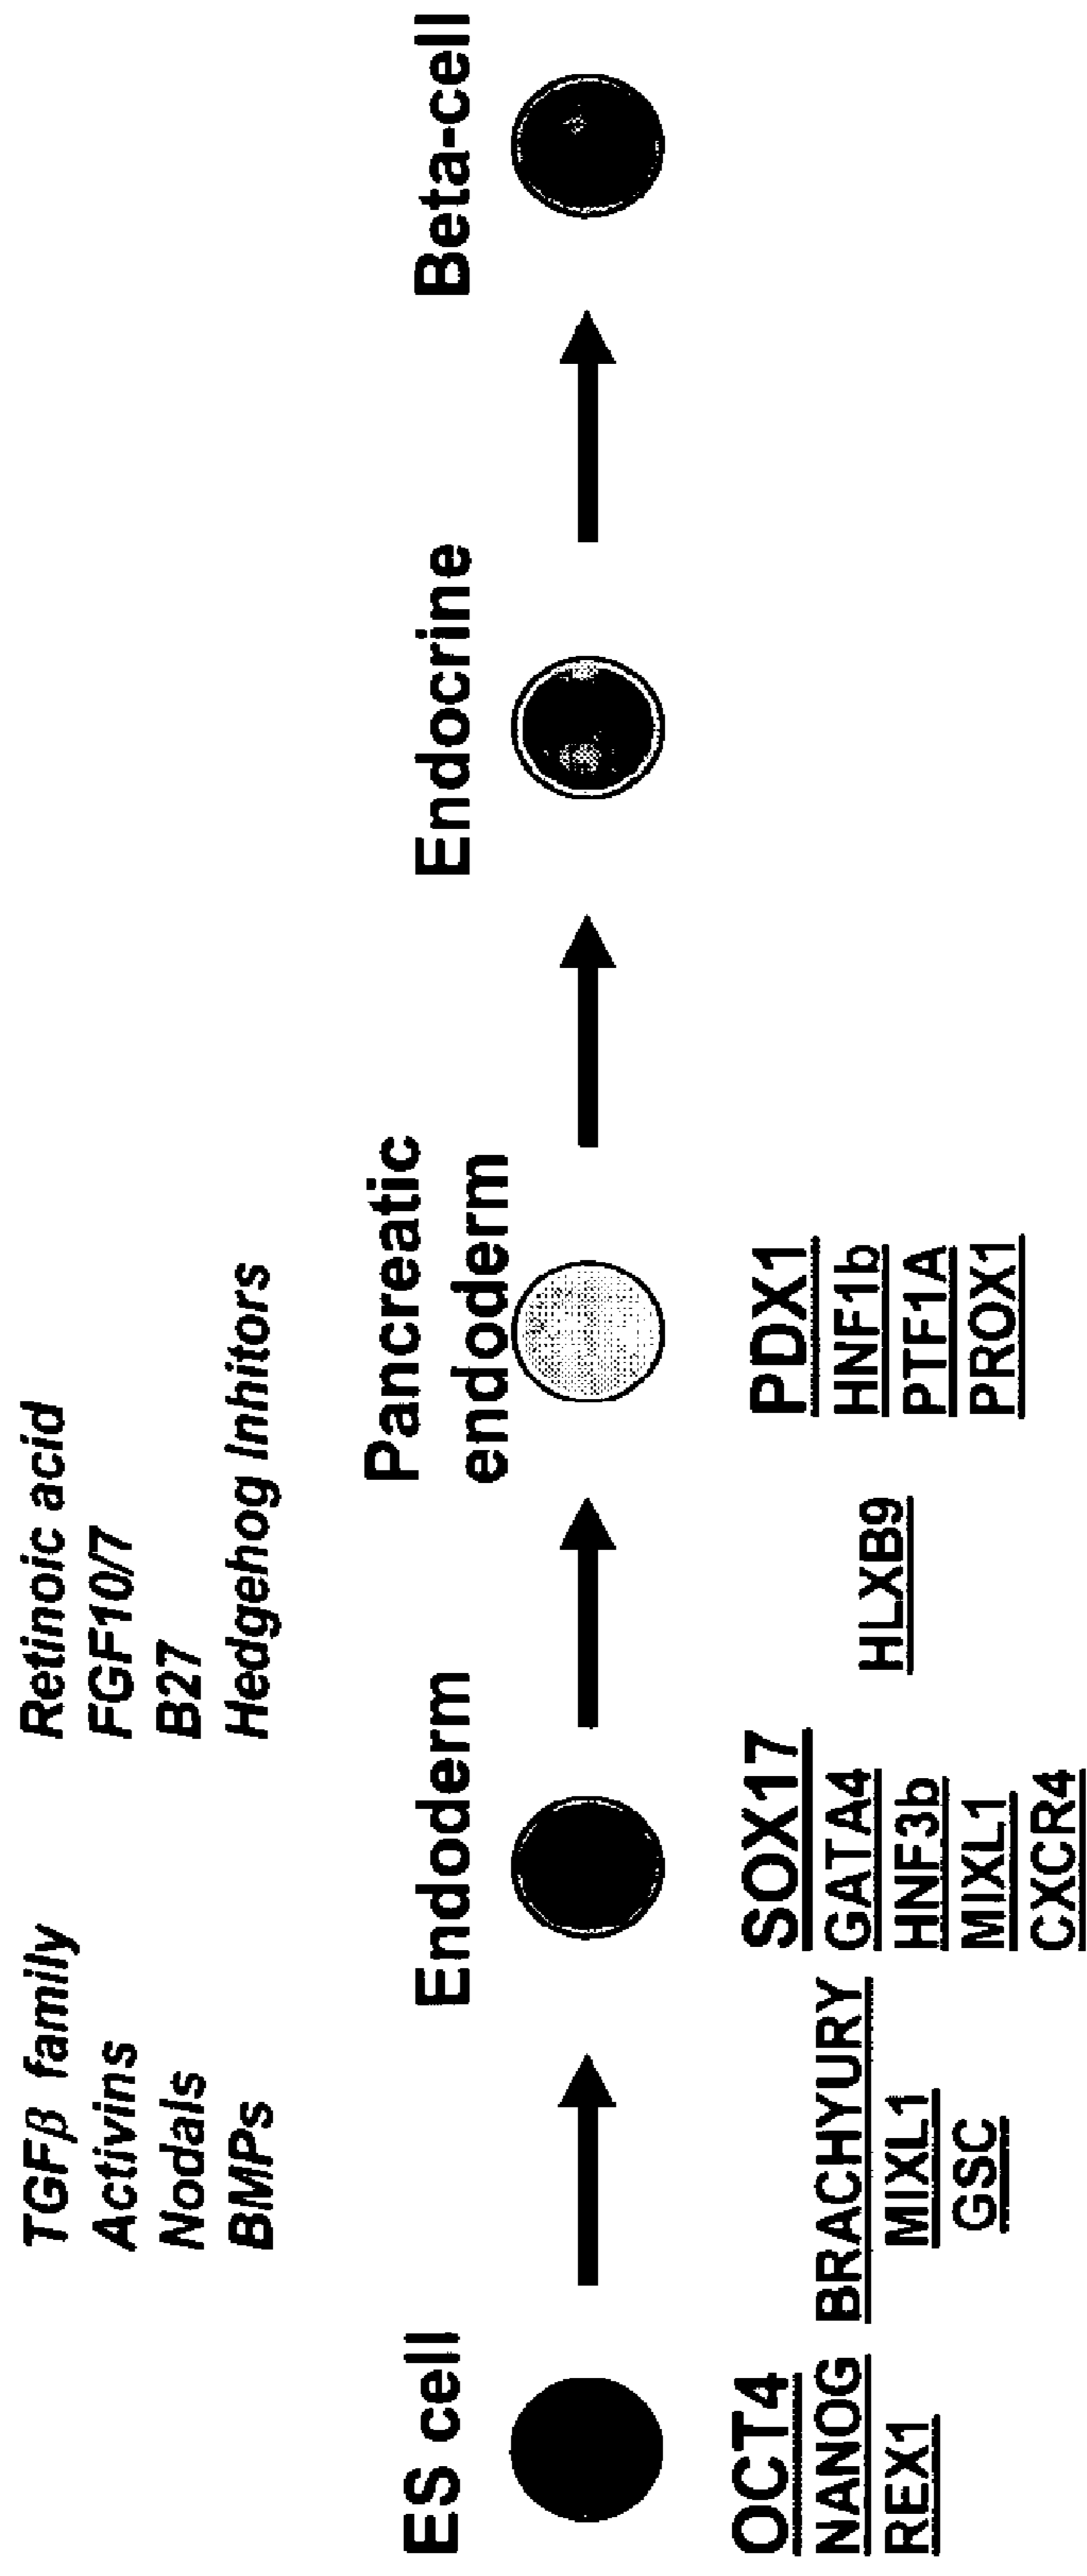 TGFβ family
Activins
Nodals
BMPs
Retinoic acid
FGF10/7
B27
Hedgehog Inhitors
ES cell
Endoderm
Pancreatic
endoderm
Endocrine
Beta-cell
OCT4
NANOG
REX1
BRACHYURY
MIXL1
GSC
SOX17
GATA4
HNF3b
MIXL1
CXCR4
HLXB9
PDX1
HNF1b
PTF1A
PROX1